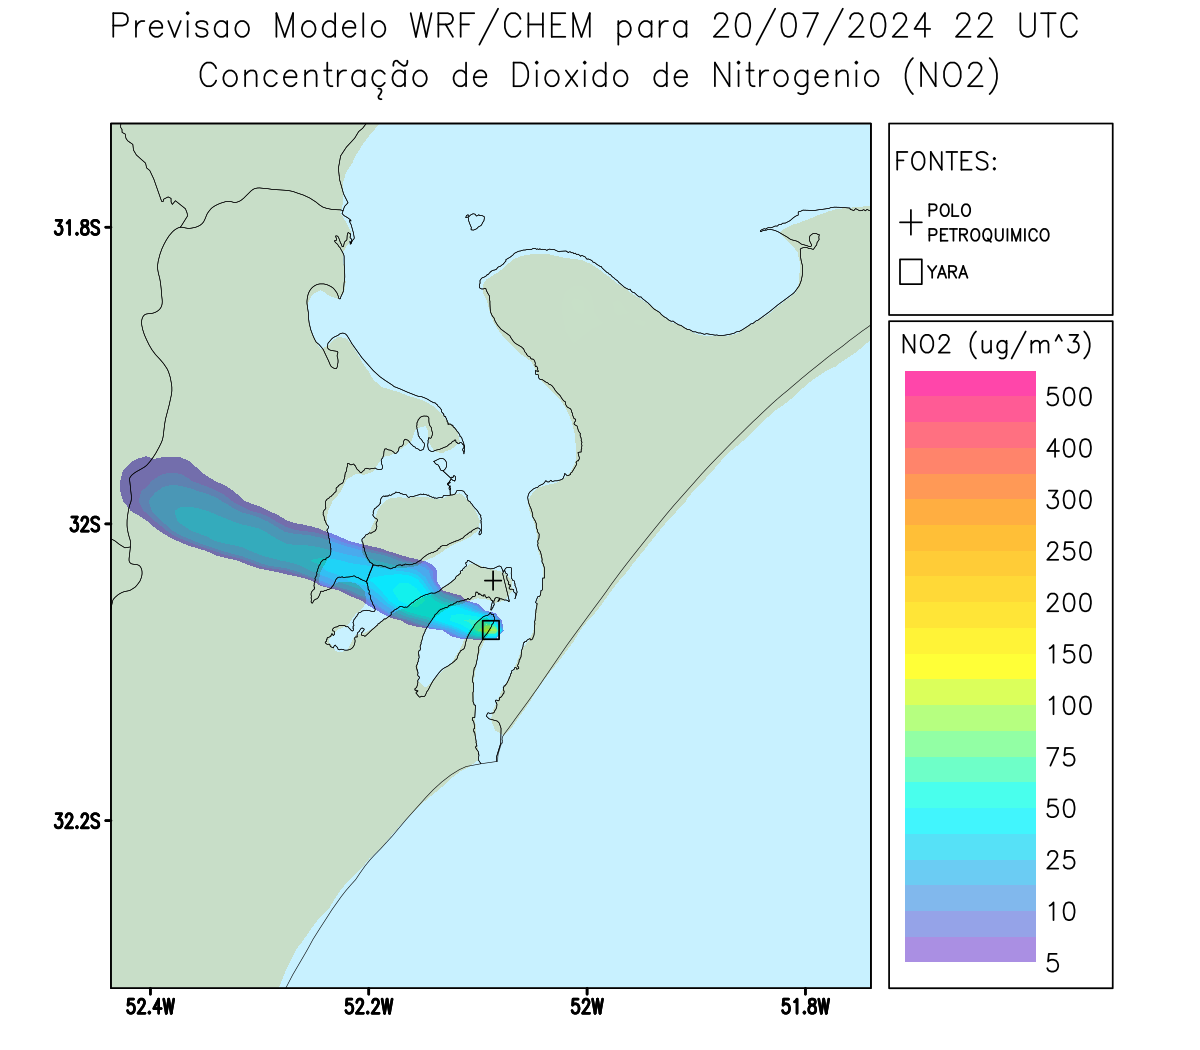 Previsao Modelo WRF/CHEM para 20/07/2024 22 UTC
Concentração de Dioxido de Nitrogenio (NO2)
31.8S
32S
32.2S
52.4W
52.2W
52W
51.8W
FONTES:
POLO
PETROQUIMICO
YARA
NO2 (ug/m^3)
500
400
300
250
200
150
100
75
50
25
10
5